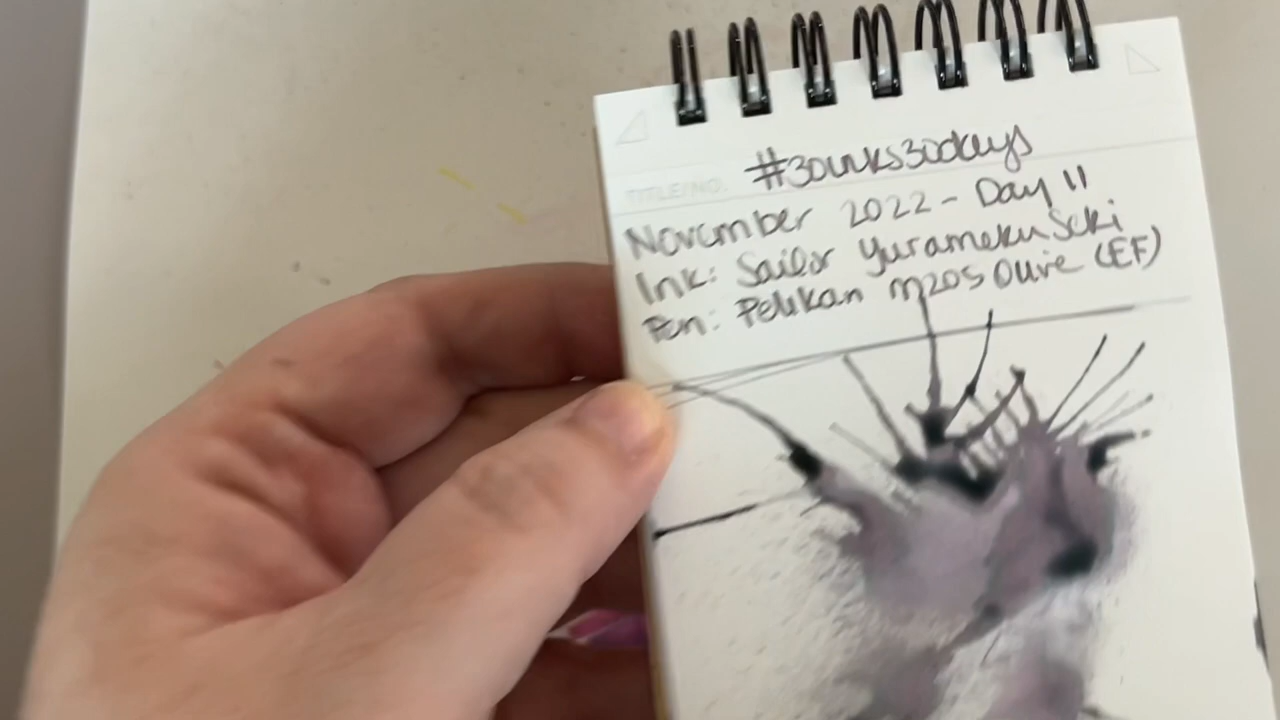 #30inks30days
TITLE/NO.
November 2022 - Day 11
Ink: Sailor Yurameku Seki
Pen: Pelikan M205 Olive (EF)